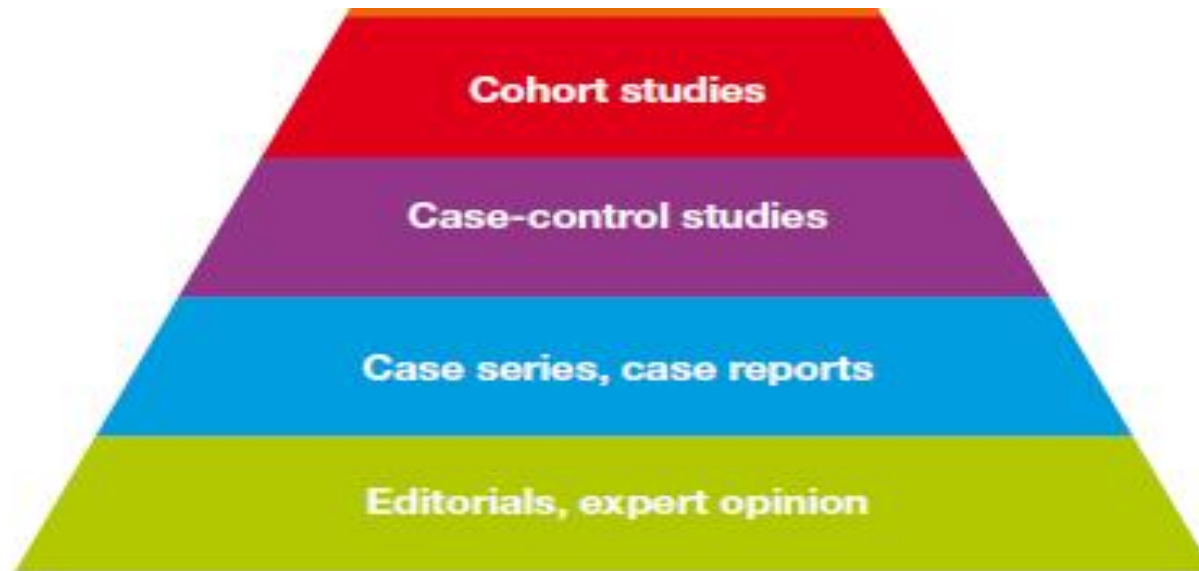 Cohort studies
Case-control studies
Case series, case reports
Editorials, expert opinion